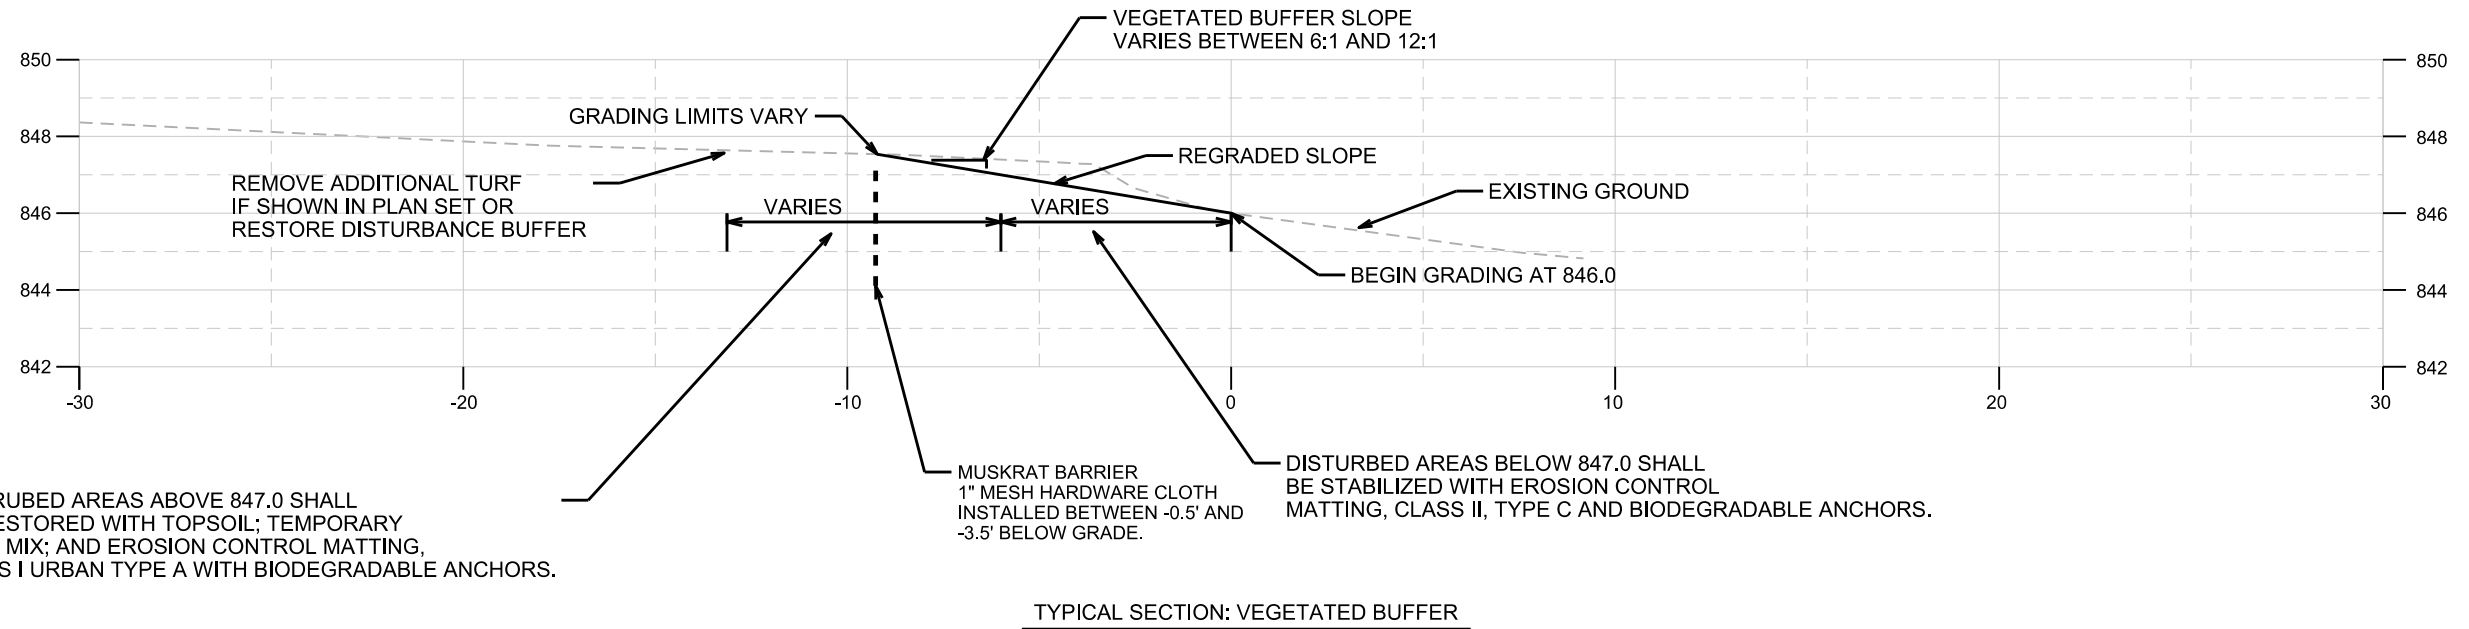 VEGETATED BUFFER SLOPE
VARIES BETWEEN 6:1 AND 12:1
850
850
GRADING LIMITS VARY
848
848
REGRADED SLOPE
REMOVE ADDITIONAL TURF
IF SHOWN IN PLAN SET OR
RESTORE DISTURBANCE BUFFER
EXISTING GROUND
VARIES
VARIES
846
846
BEGIN GRADING AT 846.0
844
844
842
842
-30
-20
-10
0
10
20
30
RUBED AREAS ABOVE 847.0 SHALL
ESTORED WITH TOPSOIL; TEMPORARY
MIX; AND EROSION CONTROL MATTING,
S I URBAN TYPE A WITH BIODEGRADABLE ANCHORS.
MUSKRAT BARRIER
1" MESH HARDWARE CLOTH
INSTALLED BETWEEN -0.5' AND
-3.5' BELOW GRADE.
DISTURBED AREAS BELOW 847.0 SHALL
BE STABILIZED WITH EROSION CONTROL
MATTING, CLASS II, TYPE C AND BIODEGRADABLE ANCHORS.
TYPICAL SECTION: VEGETATED BUFFER